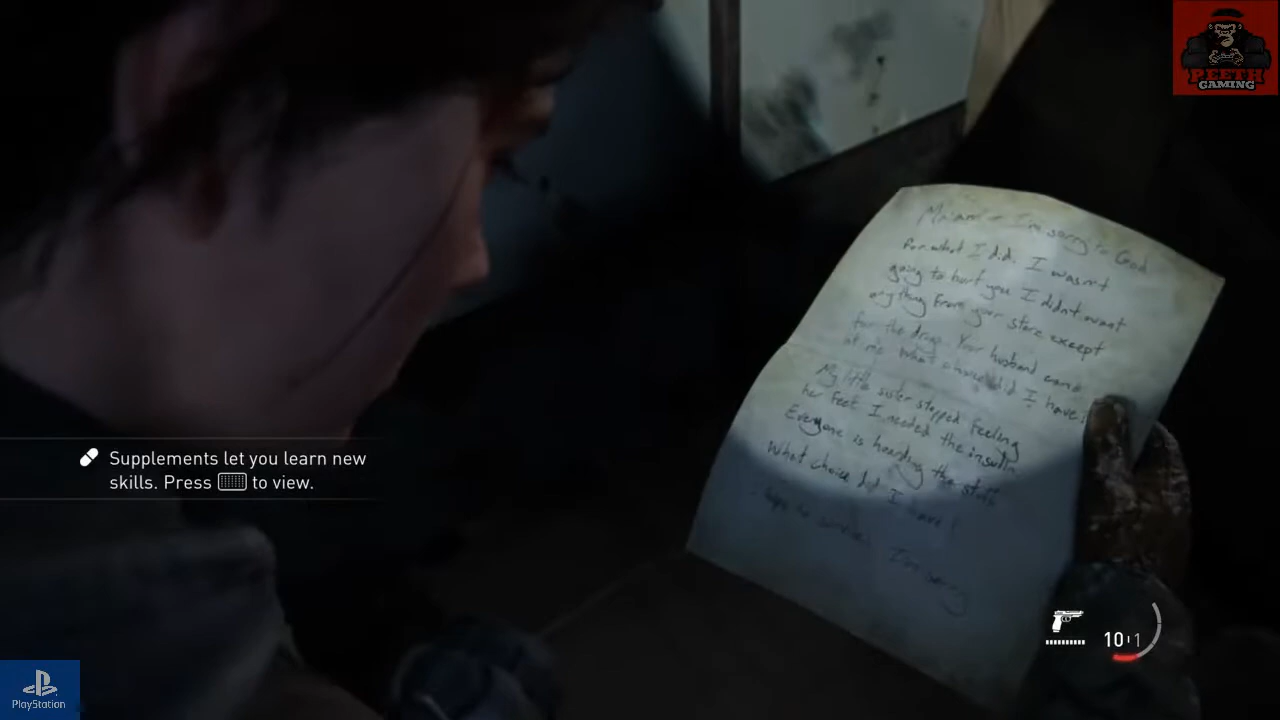 PEETH
GAMING
I'm sorry to God
for what I did. I wasn't
going to hurt you I didnt want
anything from your store except
for the drugs. Your husband came
at me. What choice did I have?
My little sister stopped feeling
her feet I needed the insulin
Everyone is hoarding the stuff
What choice did I have?
I'm sorry
Supplements let you learn new
skills. Press to view.
10 1
PlayStation